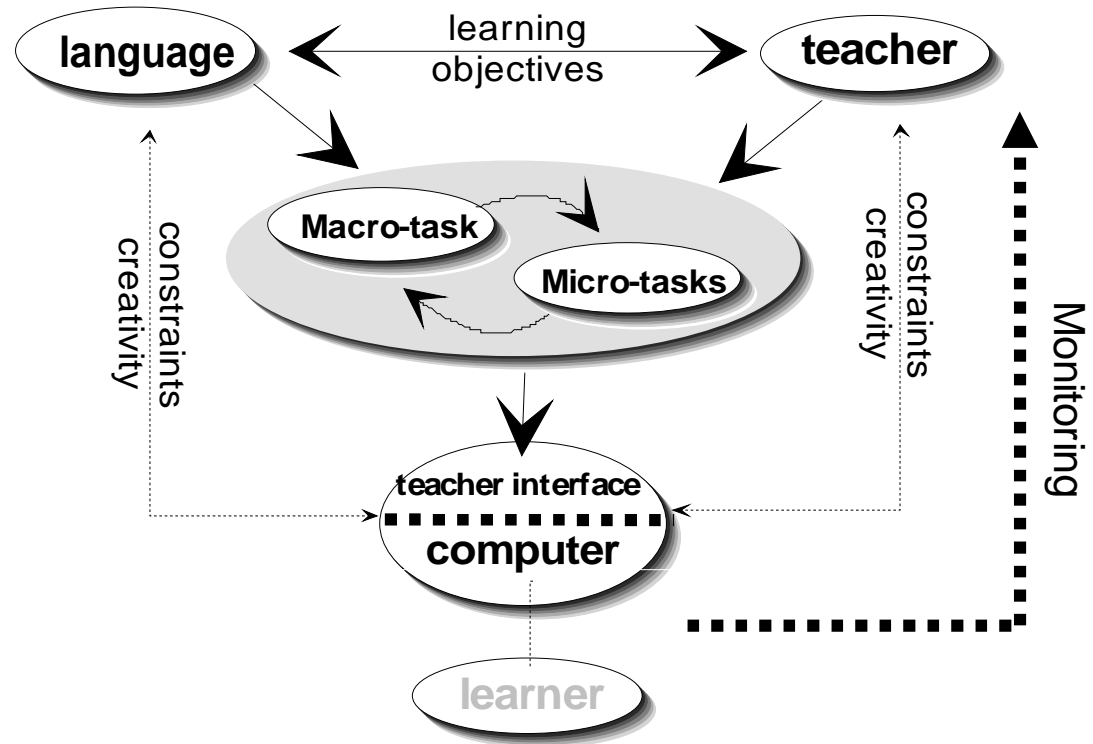 language
learning
objectives
teacher
Macro-task
Micro-tasks
constraints
creativity
constraints
creativity
Monitoring
teacher interface
computer
learner